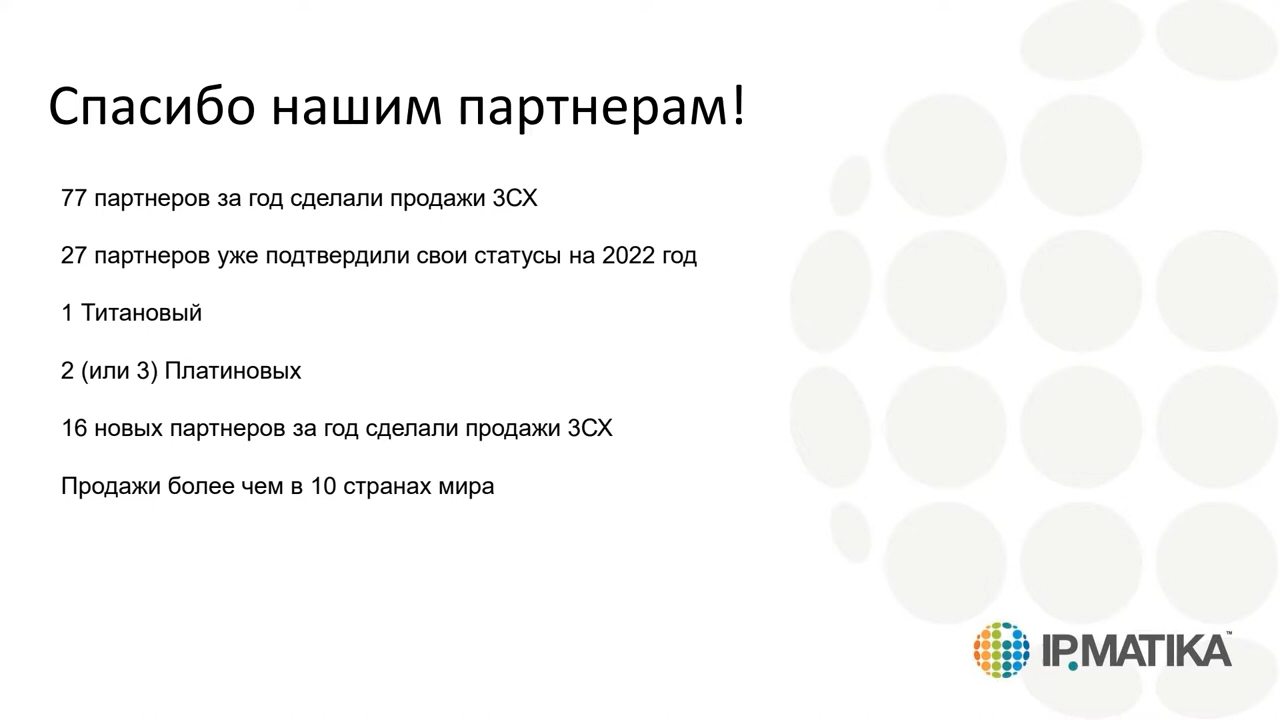 Спасибо нашим партнерам!
77 партнеров за год сделали продажи 3CX
27 партнеров уже подтвердили свои статусы на 2022 год
1 Титановый
2 (или 3) Платиновых
16 новых партнеров за год сделали продажи 3CX
Продажи более чем в 10 странах мира
IPMATIKA™